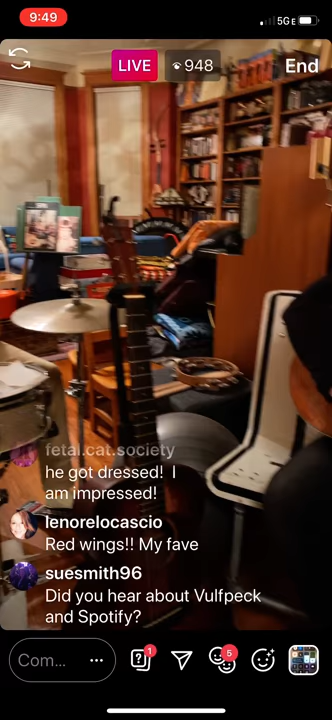 9:49
5GE
LIVE
948
End
fetal.cat.society
he got dressed! I
am impressed!
lenorelocascio
Red wings!! My fave
suesmith96
Did you hear about Vulfpeck
and Spotify?
Com...
?
1
5